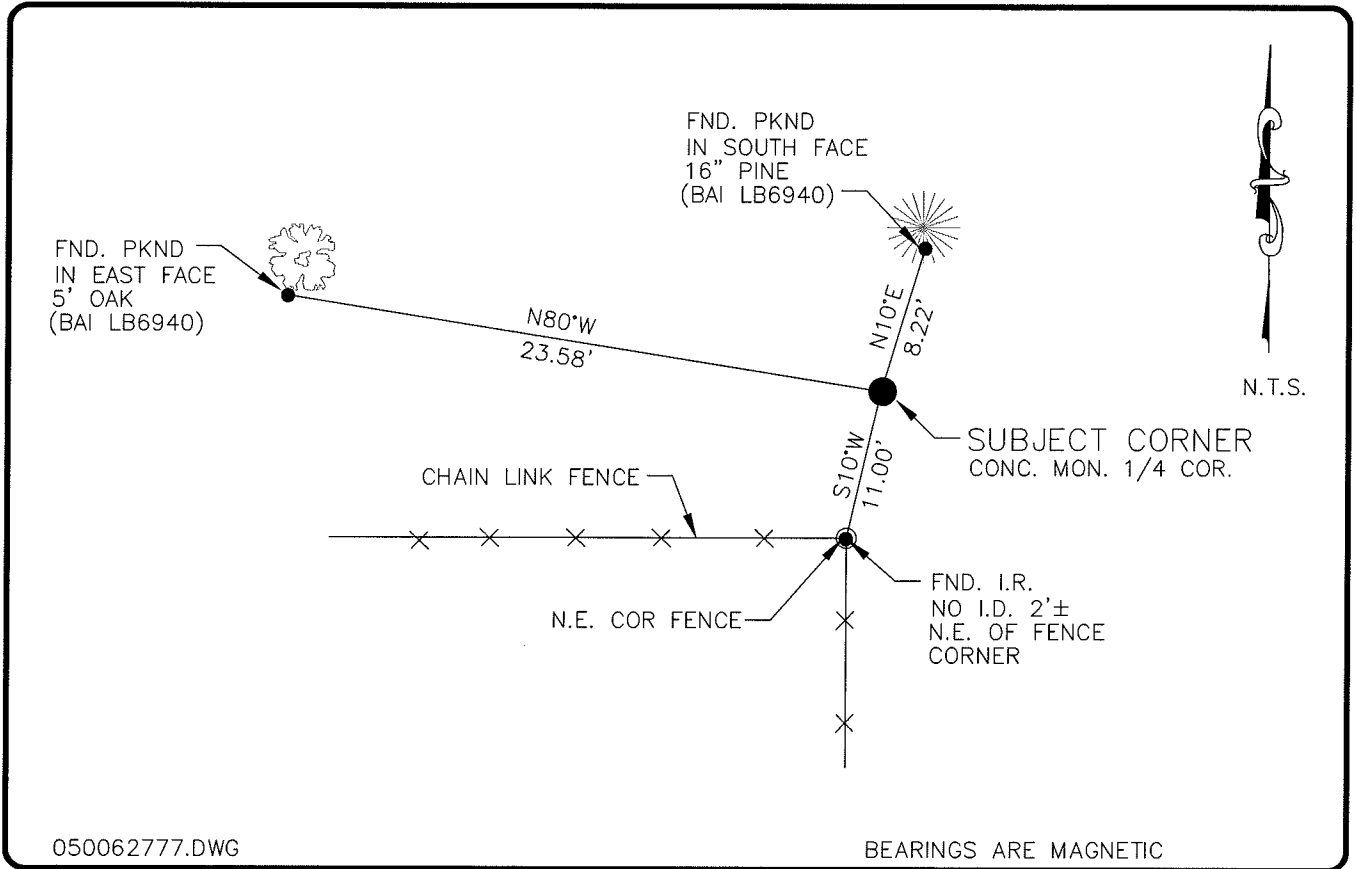 FND. PKND
IN SOUTH FACE
16" PINE
(BAI LB6940)
FND. PKND
IN EAST FACE
5' OAK
(BAI LB6940)
N80°W
23.58'
N10°E
8.22'
N.T.S.
SUBJECT CORNER
CONC. MON. 1/4 COR.
S10°W
11.00'
CHAIN LINK FENCE
N.E. COR FENCE
FND. I.R.
NO I.D. 2'±
N.E. OF FENCE
CORNER
050062777.DWG
BEARINGS ARE MAGNETIC